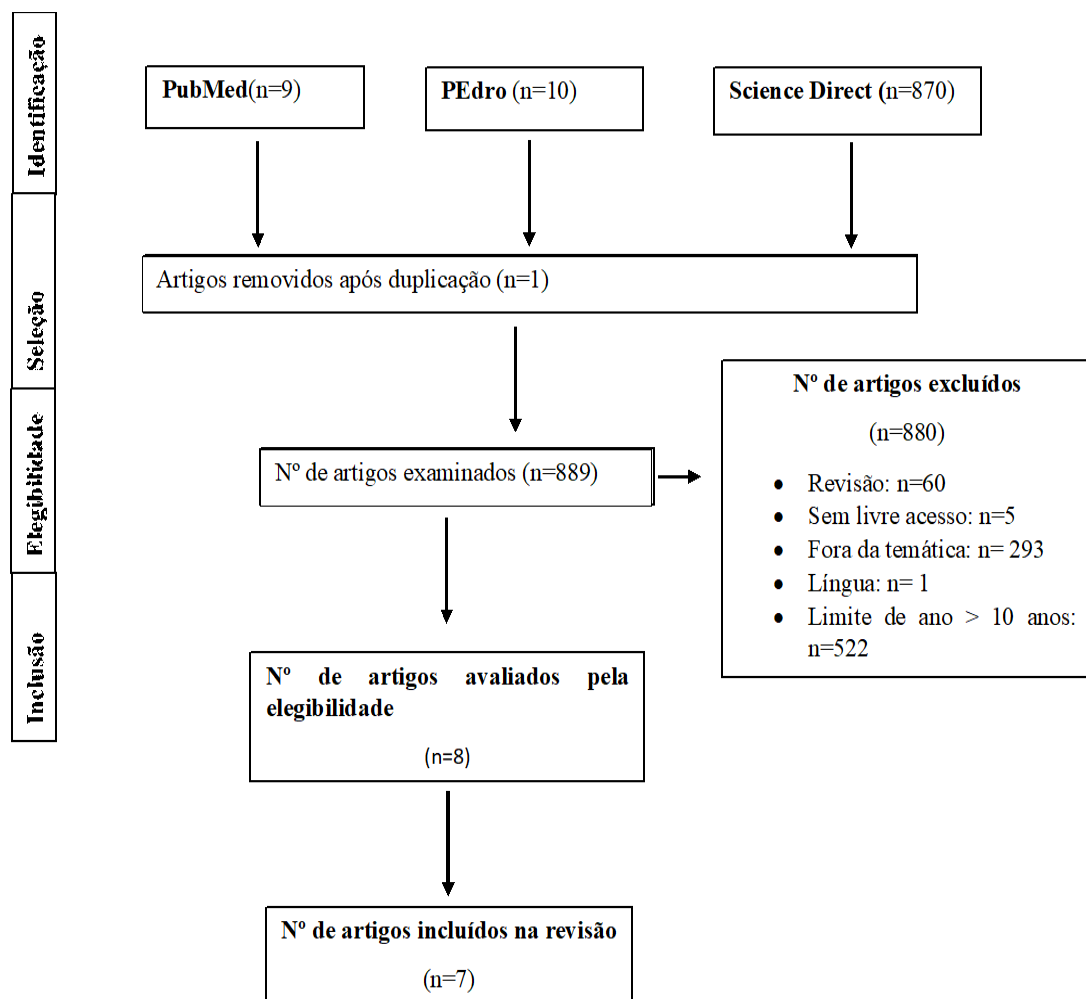 Identificação
PubMed(n=9)
PEdro (n=10)
Science Direct (n=870)
Seleção
Artigos removidos após duplicação (n=1)
Elegibilidade
Nº de artigos examinados (n=889)
Nº de artigos excluídos
(n=880)
• Revisão: n=60
• Sem livre acesso: n=5
• Fora da temática: n= 293
• Língua: n= 1
• Limite de ano > 10 anos:
n=522
Inclusão
Nº de artigos avaliados pela
elegibilidade
(n=8)
Nº de artigos incluídos na revisão
(n=7)